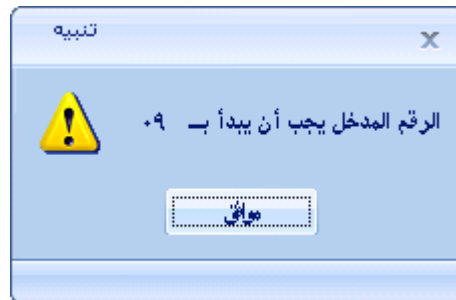 تنبيه
الرقم المدخل يجب أن يبدأ بـ ٠٩
موافق